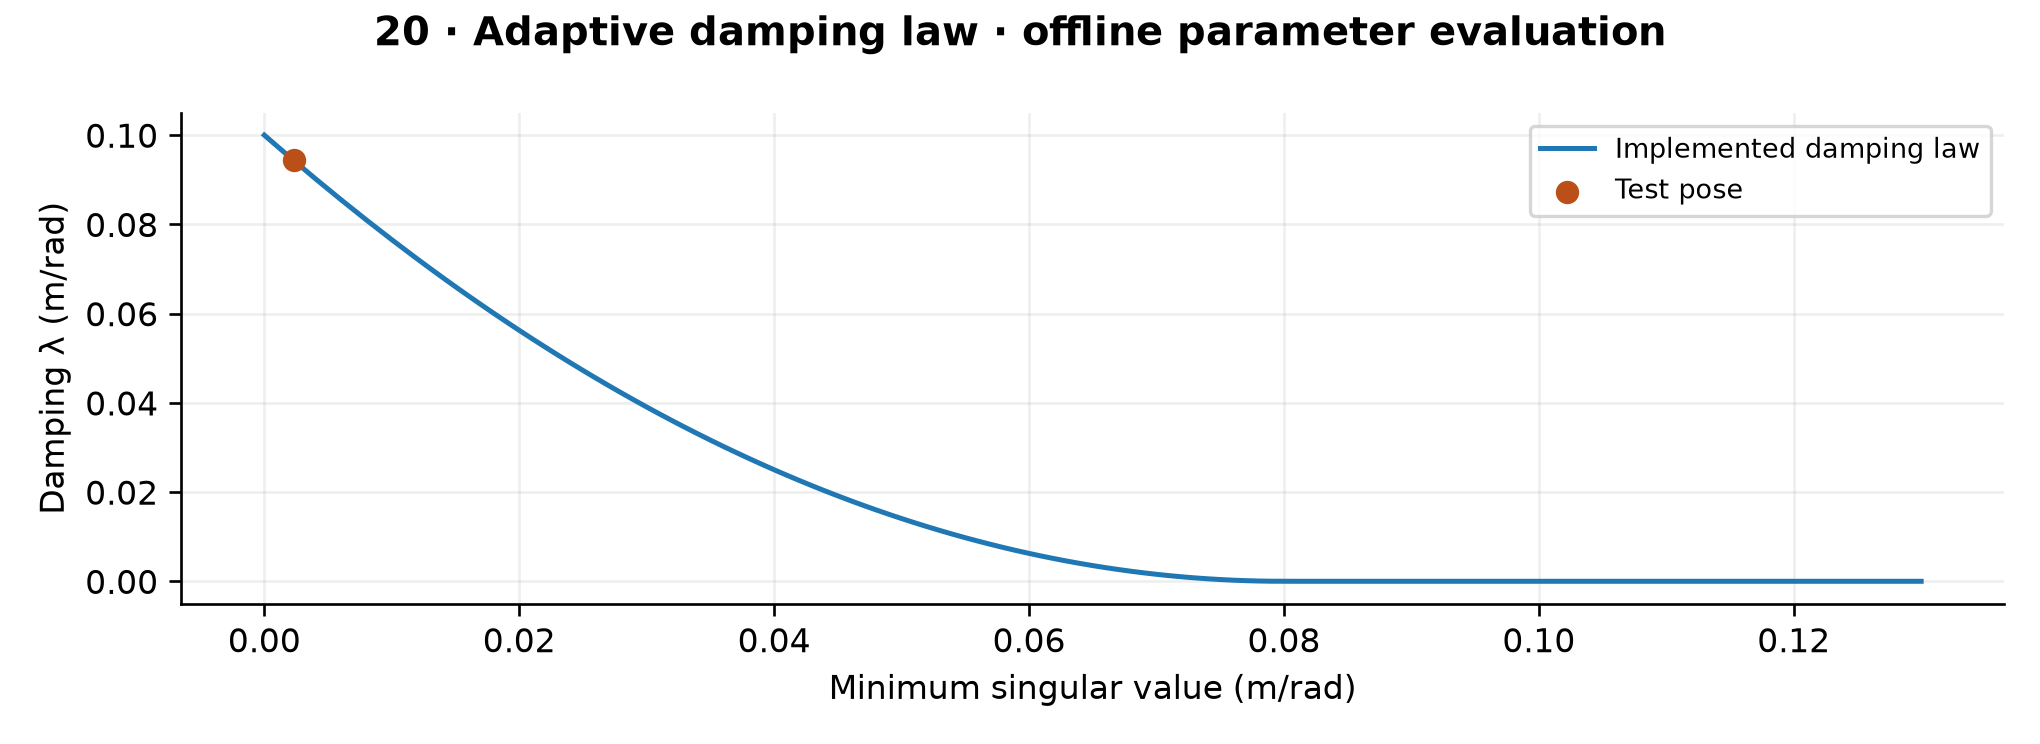 20 · Adaptive damping law · offline parameter evaluation
Implemented damping law
Test pose
Damping λ (m/rad)
0.10
0.08
0.06
0.04
0.02
0.00
0.00 0.02 0.04 0.06 0.08 0.10 0.12
Minimum singular value (m/rad)